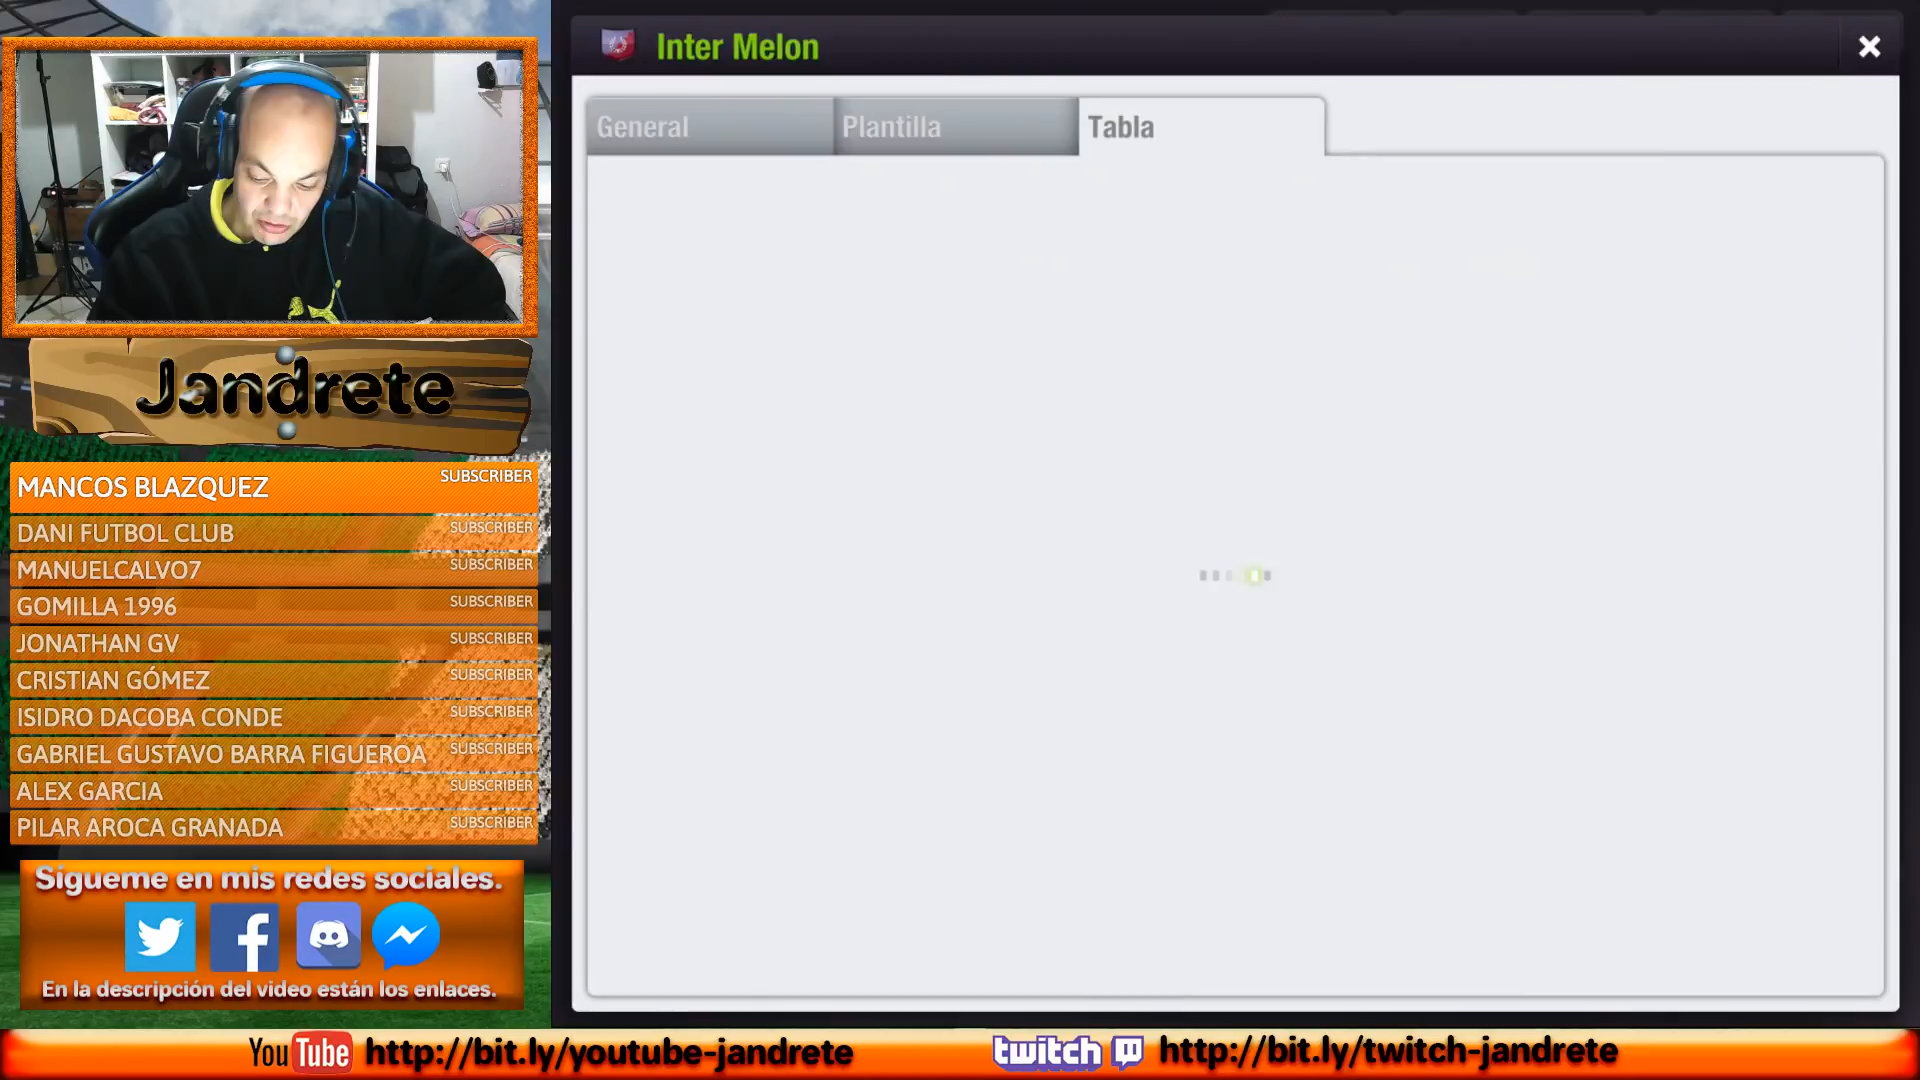 Inter Melon
General
Plantilla
Tabla
Jandrete
MANCOS BLAZQUEZ SUBSCRIBER
DANI FUTBOL CLUB SUBSCRIBER
MANUELCALVO7 SUBSCRIBER
GOMILLA 1996 SUBSCRIBER
JONATHAN GV SUBSCRIBER
CRISTIAN GÓMEZ SUBSCRIBER
ISIDRO DACOBA CONDE SUBSCRIBER
GABRIEL GUSTAVO BARRA FIGUEROA SUBSCRIBER
ALEX GARCIA SUBSCRIBER
PILAR AROCA GRANADA SUBSCRIBER
Sígueme en mis redes sociales.
En la descripción del video están los enlaces.
YouTube http://bit.ly/youtube-jandrete
twitch http://bit.ly/twitch-jandrete